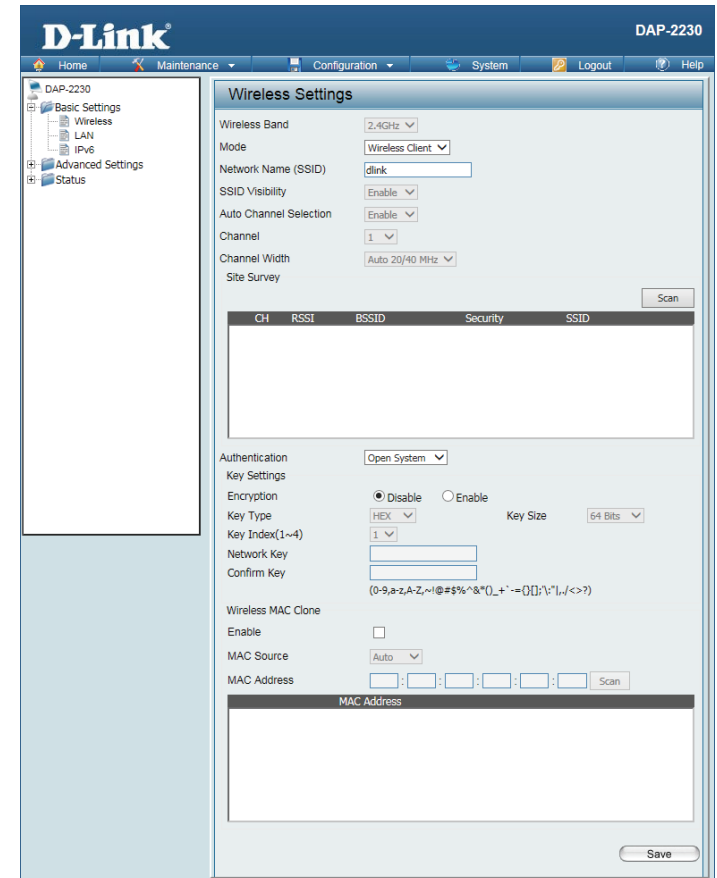 D-Link®
DAP-2230
Home Maintenance Configuration System Logout Help
DAP-2230
Basic Settings
Wireless
LAN
IPv6
Advanced Settings
Status
Wireless Settings
Wireless Band 2.4GHz
Mode Wireless Client
Network Name (SSID) dlink
SSID Visibility Enable
Auto Channel Selection Enable
Channel 1
Channel Width Auto 20/40 MHz
Site Survey
Scan
CH RSSI BSSID Security SSID
Authentication Open System
Key Settings
Encryption Disable Enable
Key Type HEX Key Size 64 Bits
Key Index(1~4) 1
Network Key
Confirm Key
(0-9,a-z,A-Z,~!@#$%^&*()_+`-={}[];'\:"|,./<>?)
Wireless MAC Clone
Enable
MAC Source Auto
MAC Address : : : : : Scan
MAC Address
Save